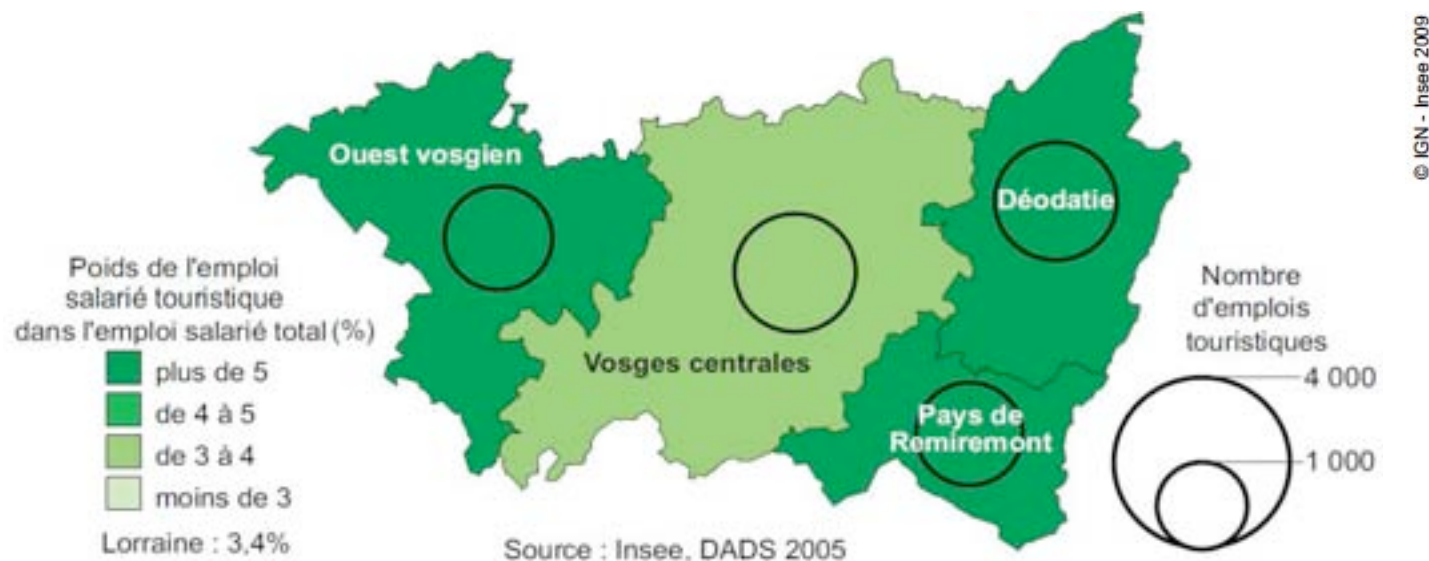 © IGN - Insee 2009
Ouest vosgien
Déodatie
Vosges centrales
Pays de
Remiremont
Poids de l'emploi
salarié touristique
dans l'emploi salarié total (%)
plus de 5
de 4 à 5
de 3 à 4
moins de 3
Lorraine : 3,4%
Nombre
d'emplois
touristiques
4 000
1 000
Source : Insee, DADS 2005